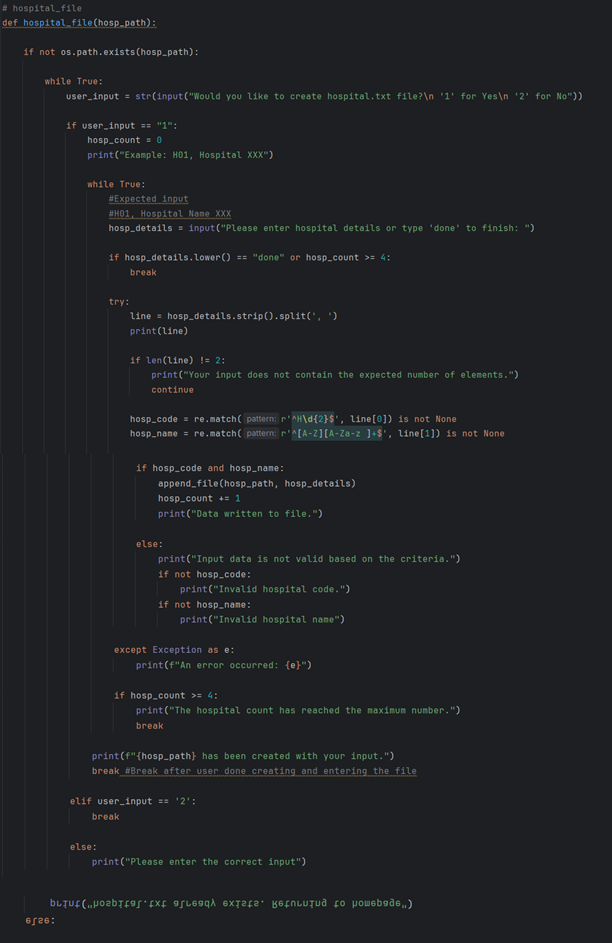 # hospital_file
def hospital_file(hosp_path):
if not os.path.exists(hosp_path):
while True:
user_input = str(input("Would you like to create hospital.txt file?\n '1' for Yes\n '2' for No"))
if user_input == "1":
hosp_count = 0
print("Example: H01, Hospital XXX")
while True:
#Expected input
#H01, Hospital Name XXX
hosp_details = input("Please enter hospital details or type 'done' to finish: ")
if hosp_details.lower() == "done" or hosp_count >= 4:
break
try:
line = hosp_details.strip().split(', ')
print(line)
if len(line) != 2:
print("Your input does not contain the expected number of elements.")
continue
hosp_code = re.match( pattern: r'^H\d{2}$', line[0]) is not None
hosp_name = re.match( pattern: r'^[A-Z][A-Za-z ]+$', line[1]) is not None
if hosp_code and hosp_name:
append_file(hosp_path, hosp_details)
hosp_count += 1
print("Data written to file.")
else:
print("Input data is not valid based on the criteria.")
if not hosp_code:
print("Invalid hospital code.")
if not hosp_name:
print("Invalid hospital name")
except Exception as e:
print(f"An error occurred: {e}")
if hosp_count >= 4:
print("The hospital count has reached the maximum number.")
break
print(f"{hosp_path} has been created with your input.")
break #Break after user done creating and entering the file
elif user_input == '2':
break
else:
print("Please enter the correct input")
print("hospital.txt already exists. Returning to homepage")
else: